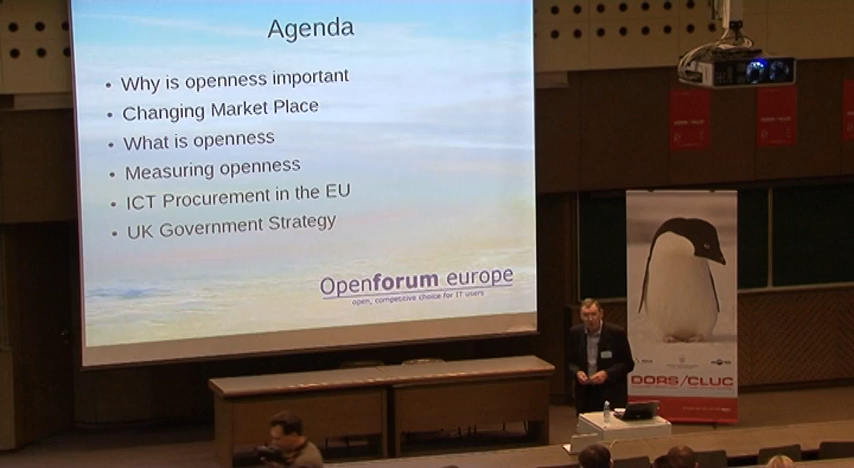 Agenda
• Why is openness important
• Changing Market Place
• What is openness
• Measuring openness
• ICT Procurement in the EU
• UK Government Strategy
Openforum europe
open, competitive choice for IT users
DORS/CLUC